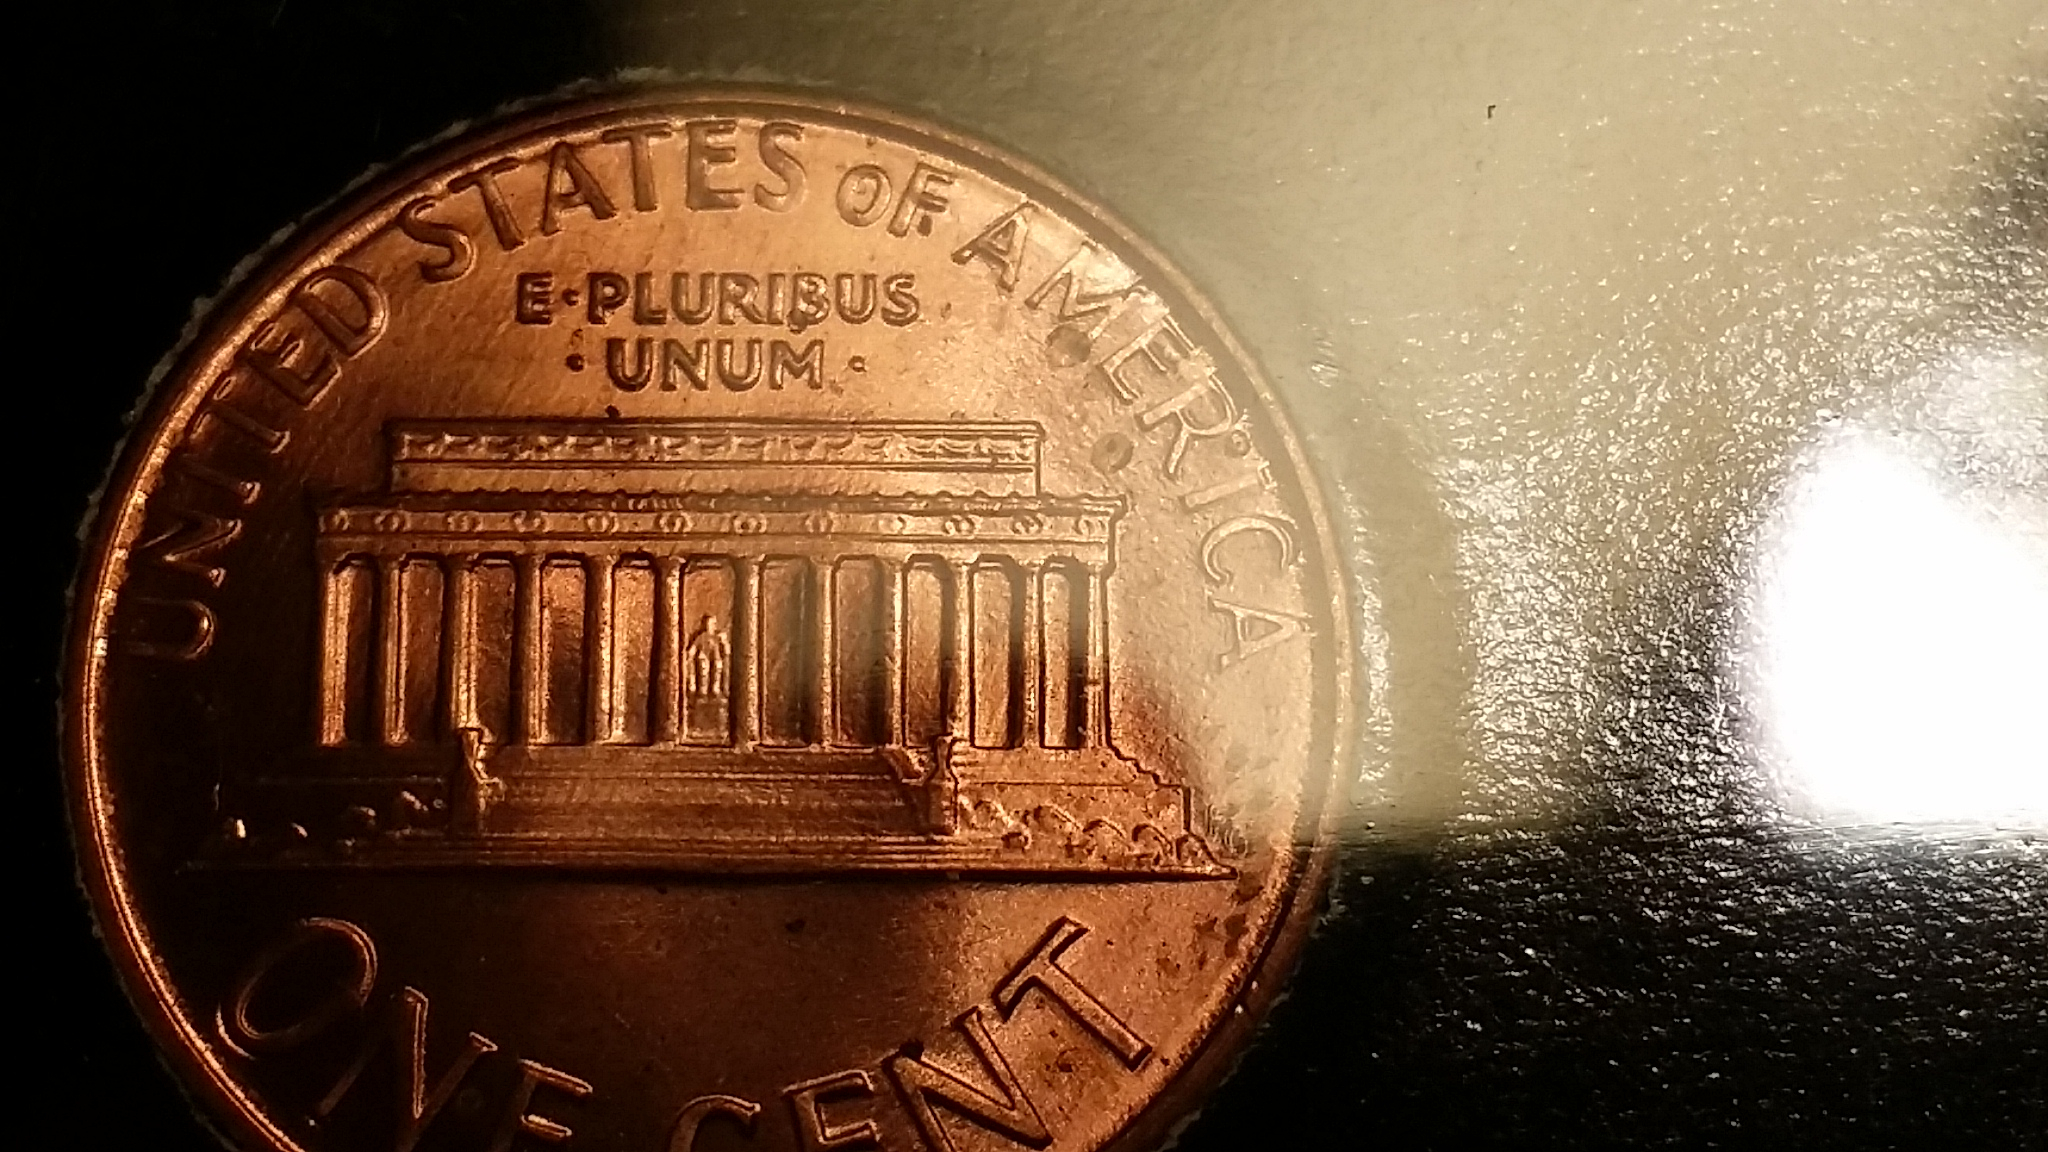 UNITED STATES OF AMERICA
E·PLURIBUS
·UNUM·
ONE CENT